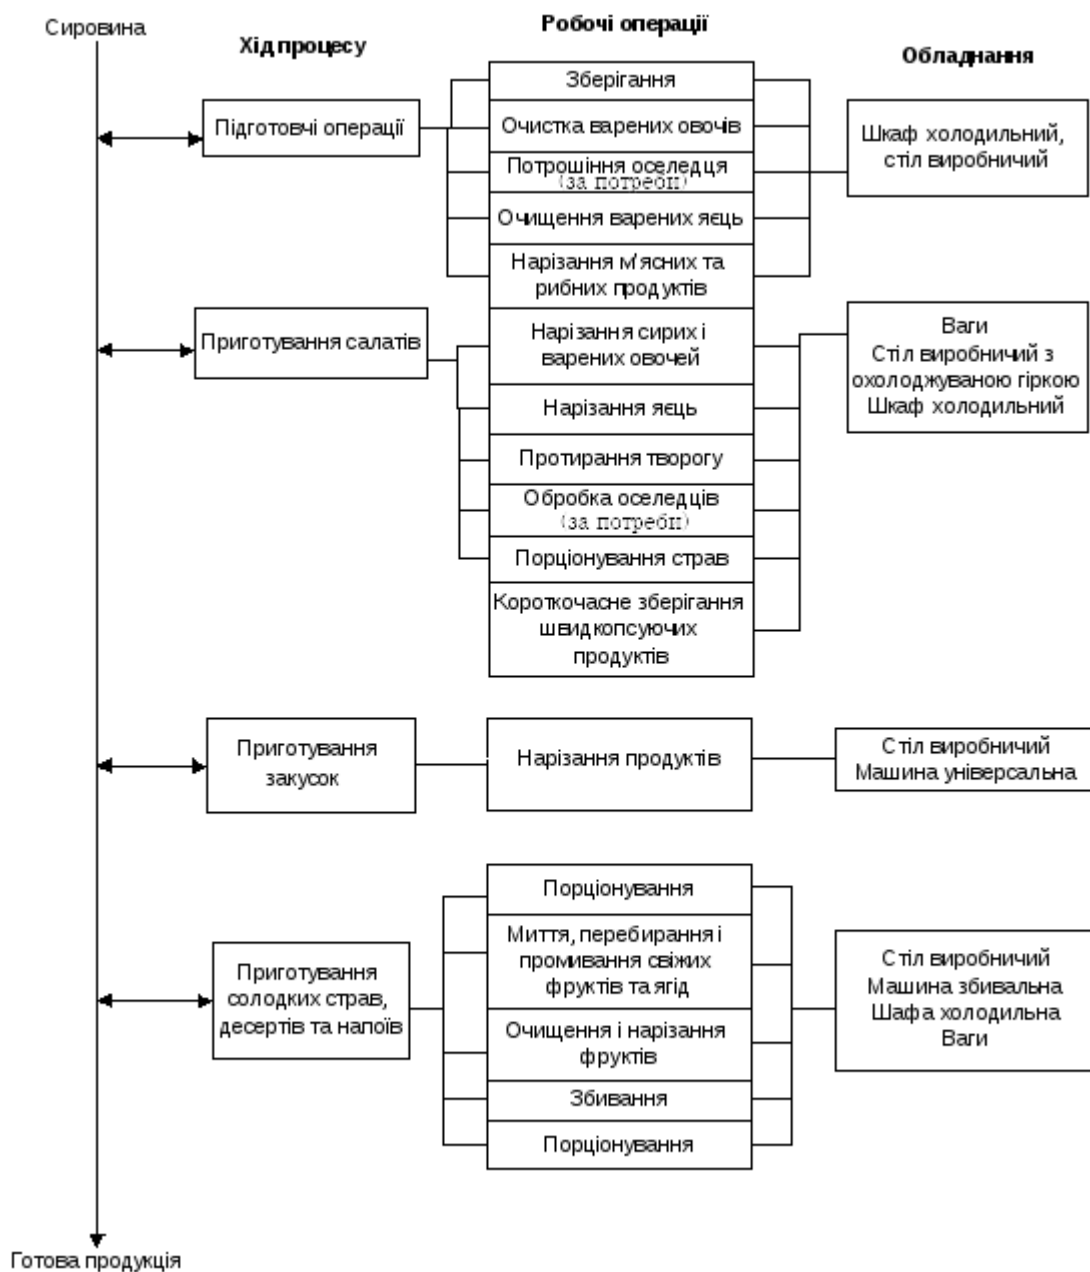 Сировина
Хід процесу
Робочі операції
Обладнання
Підготовчі операції
Зберігання
Очистка варених овочів
Потрошіння оселедця
(за потреби)
Очищення варених яєць
Нарізання м'ясних та
рибних продуктів
Шкаф холодильний,
стіл виробничий
Приготування салатів
Нарізання сирих і
варених овочей
Нарізання яєць
Протирання творогу
Обробка оселедців
(за потреби)
Порціонування страв
Короткочасне зберігання
швидкопсуючих
продуктів
Ваги
Стіл виробничий з
охолоджуваною гіркою
Шкаф холодильний
Приготування
закусок
Нарізання продуктів
Стіл виробничий
Машина універсальна
Приготування
солодких страв,
десертів та напоїв
Порціонування
Миття, перебирання і
промивання свіжих
фруктів та ягід
Очищення і нарізання
фруктів
Збивання
Порціонування
Стіл виробничий
Машина збивальна
Шафа холодильна
Ваги
Готова продукція